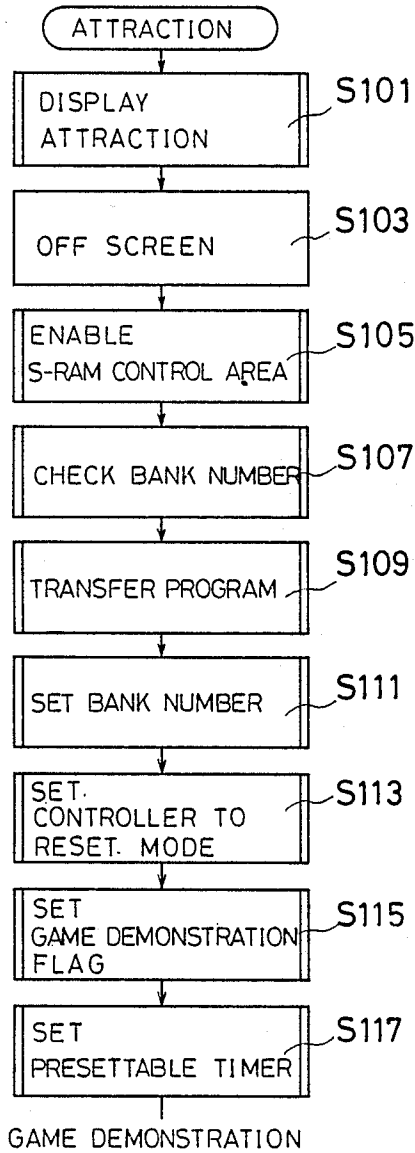 ATTRACTION
DISPLAY
ATTRACTION
S101
OFF SCREEN
S103
ENABLE
S-RAM CONTROL AREA
S105
CHECK BANK NUMBER
S107
TRANSFER PROGRAM
S109
SET BANK NUMBER
S111
SET.
CONTROLLER TO
RESET. MODE
S113
SET
GAME DEMONSTRATION
FLAG
S115
SET
PRESETTABLE TIMER
S117
GAME DEMONSTRATION